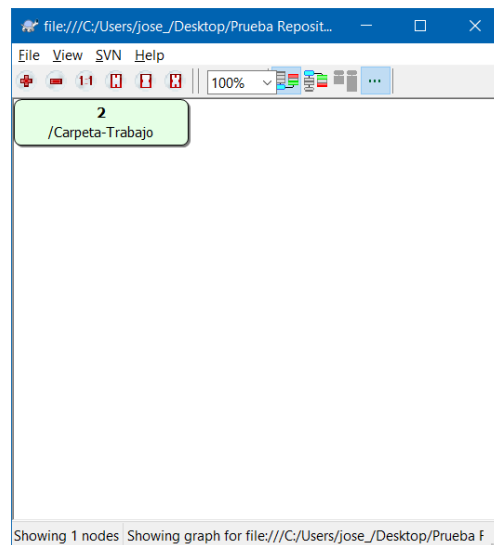 file:///C:/Users/jose_/Desktop/Prueba Reposit...
File View SVN Help
1:1 100% ...
2
/Carpeta-Trabajo
Showing 1 nodes Showing graph for file:///C:/Users/jose_/Desktop/Prueba F